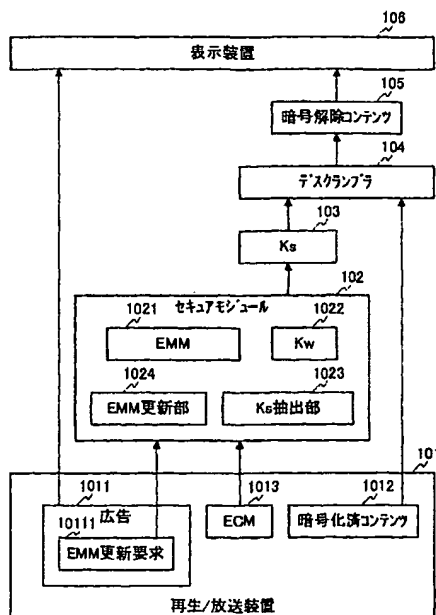 106
表示装置
105
暗号解除コンテンツ
104
デスクランブラ
103
Ks
102
セキュアモジュール
1021
EMM
1022
Kw
1024
EMM更新部
1023
Ks抽出部
101
1011
広告
10111
EMM更新要求
1013
ECM
1012
暗号化済コンテンツ
再生/放送装置